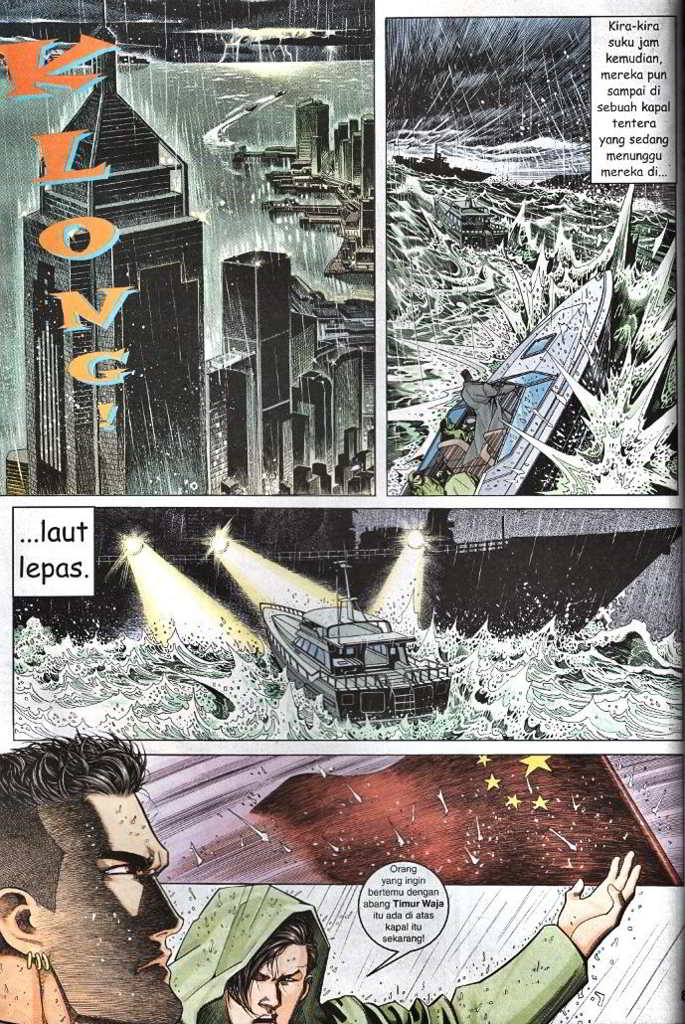 KLONG!
Kira-kira
suku jam
kemudian,
mereka pun
sampai di
sebuah kapal
tentera
yang sedang
menunggu
mereka di...
...laut
lepas.
Orang
yang ingin
bertemu dengan
abang Timur Waja
itu ada di atas
kapal itu
sekarang!